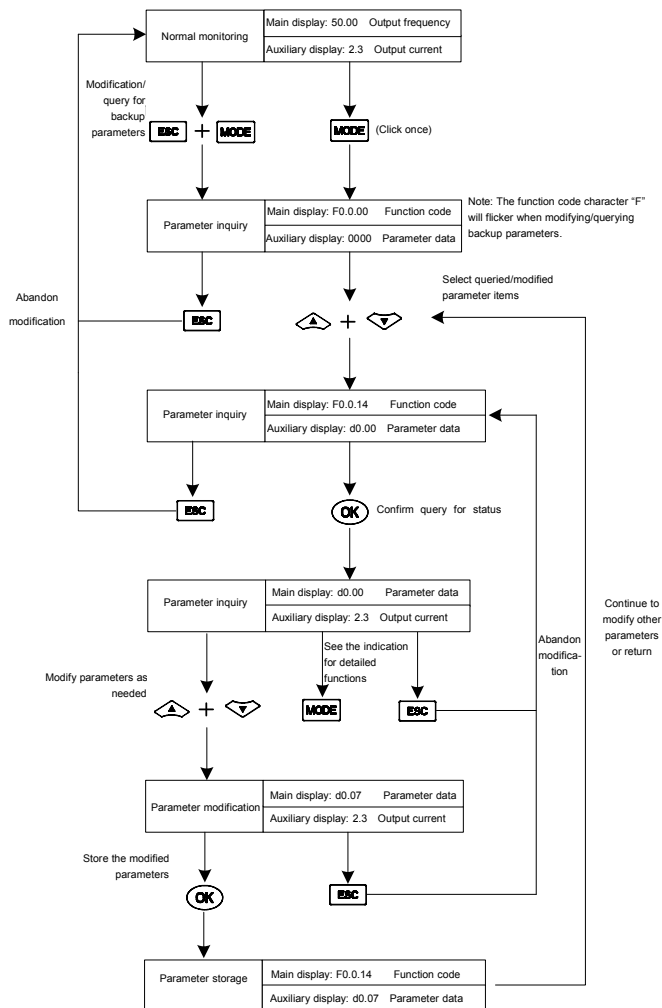 Normal monitoring
Main display: 50.00 Output frequency
Auxiliary display: 2.3 Output current
Modification/
query for
backup
parameters
ESC + MODE
MODE (Click once)
Parameter inquiry
Main display: F0.0.00 Function code
Auxiliary display: 0000 Parameter data
Note: The function code character “F”
will flicker when modifying/querying
backup parameters.
Abandon
modification
ESC
Select queried/modified
parameter items
+
Parameter inquiry
Main display: F0.0.14 Function code
Auxiliary display: d0.00 Parameter data
ESC
OK
Confirm query for status
Parameter inquiry
Main display: d0.00 Parameter data
Auxiliary display: 2.3 Output current
Continue to
modify other
parameters
or return
Abandon
modifica-
tion
Modify parameters as
needed
+
See the indication
for detailed
functions
MODE
ESC
Parameter modification
Main display: d0.07 Parameter data
Auxiliary display: 2.3 Output current
Store the modified
parameters
OK
ESC
Parameter storage
Main display: F0.0.14 Function code
Auxiliary display: d0.07 Parameter data